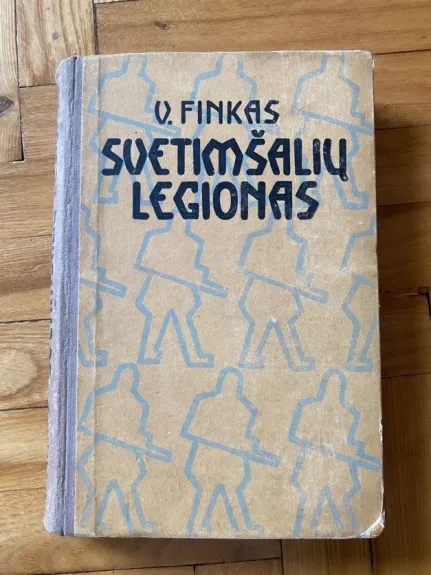 V. FINKAS
SVETIMŠALIŲ
LEGIONAS